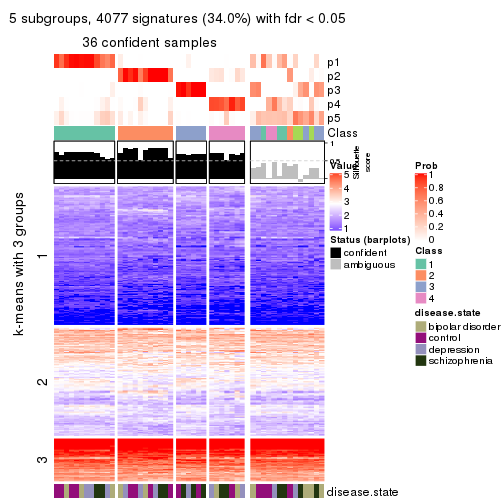 5 subgroups, 4077 signatures (34.0%) with fdr < 0.05
36 confident samples
p1
p2
p3
p4
p5
Class
1
0.5
Silhouette
score
k-means with 3 groups
1
2
3
disease.state
Value
5
4
3
2
1
Status (barplots)
confident
ambiguous
Prob
1
0.8
0.6
0.4
0.2
0
Class
1
2
3
4
disease.state
bipolar disorder
control
depression
schizophrenia